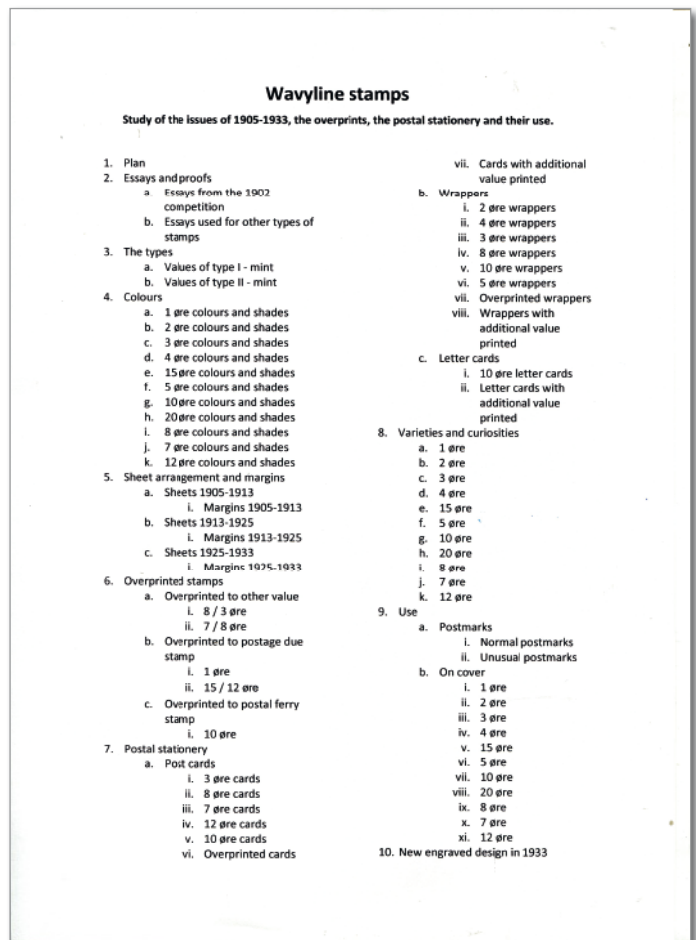 Wavyline stamps
Study of the issues of 1905-1933, the overprints, the postal stationery and their use.
1. Plan
2. Essays and proofs
a. Essays from the 1902
competition
b. Essays used for other types of
stamps
3. The types
a. Values of type I - mint
b. Values of type II - mint
4. Colours
a. 1 øre colours and shades
b. 2 øre colours and shades
c. 3 øre colours and shades
d. 4 øre colours and shades
e. 15 øre colours and shades
f. 5 øre colours and shades
g. 10 øre colours and shades
h. 20 øre colours and shades
i. 8 øre colours and shades
j. 7 øre colours and shades
k. 12 øre colours and shades
5. Sheet arrangement and margins
a. Sheets 1905-1913
i. Margins 1905-1913
b. Sheets 1913-1925
i. Margins 1913-1925
c. Sheets 1925-1933
i. Margins 1925-1933
6. Overprinted stamps
a. Overprinted to other value
i. 8 / 3 øre
ii. 7 / 8 øre
b. Overprinted to postage due
stamp
i. 1 øre
ii. 15 / 12 øre
c. Overprinted to postal ferry
stamp
i. 10 øre
7. Postal stationery
a. Post cards
i. 3 øre cards
ii. 8 øre cards
iii. 7 øre cards
iv. 12 øre cards
v. 10 øre cards
vi. Overprinted cards
vii. Cards with additional
value printed
b. Wrappers
i. 2 øre wrappers
ii. 4 øre wrappers
iii. 3 øre wrappers
iv. 8 øre wrappers
v. 10 øre wrappers
vi. 5 øre wrappers
vii. Overprinted wrappers
viii. Wrappers with
additional value
printed
c. Letter cards
i. 10 øre letter cards
ii. Letter cards with
additional value
printed
8. Varieties and curiosities
a. 1 øre
b. 2 øre
c. 3 øre
d. 4 øre
e. 15 øre
f. 5 øre
g. 10 øre
h. 20 øre
i. 8 øre
j. 7 øre
k. 12 øre
9. Use
a. Postmarks
i. Normal postmarks
ii. Unusual postmarks
b. On cover
i. 1 øre
ii. 2 øre
iii. 3 øre
iv. 4 øre
v. 15 øre
vi. 5 øre
vii. 10 øre
viii. 20 øre
ix. 8 øre
x. 7 øre
xi. 12 øre
10. New engraved design in 1933